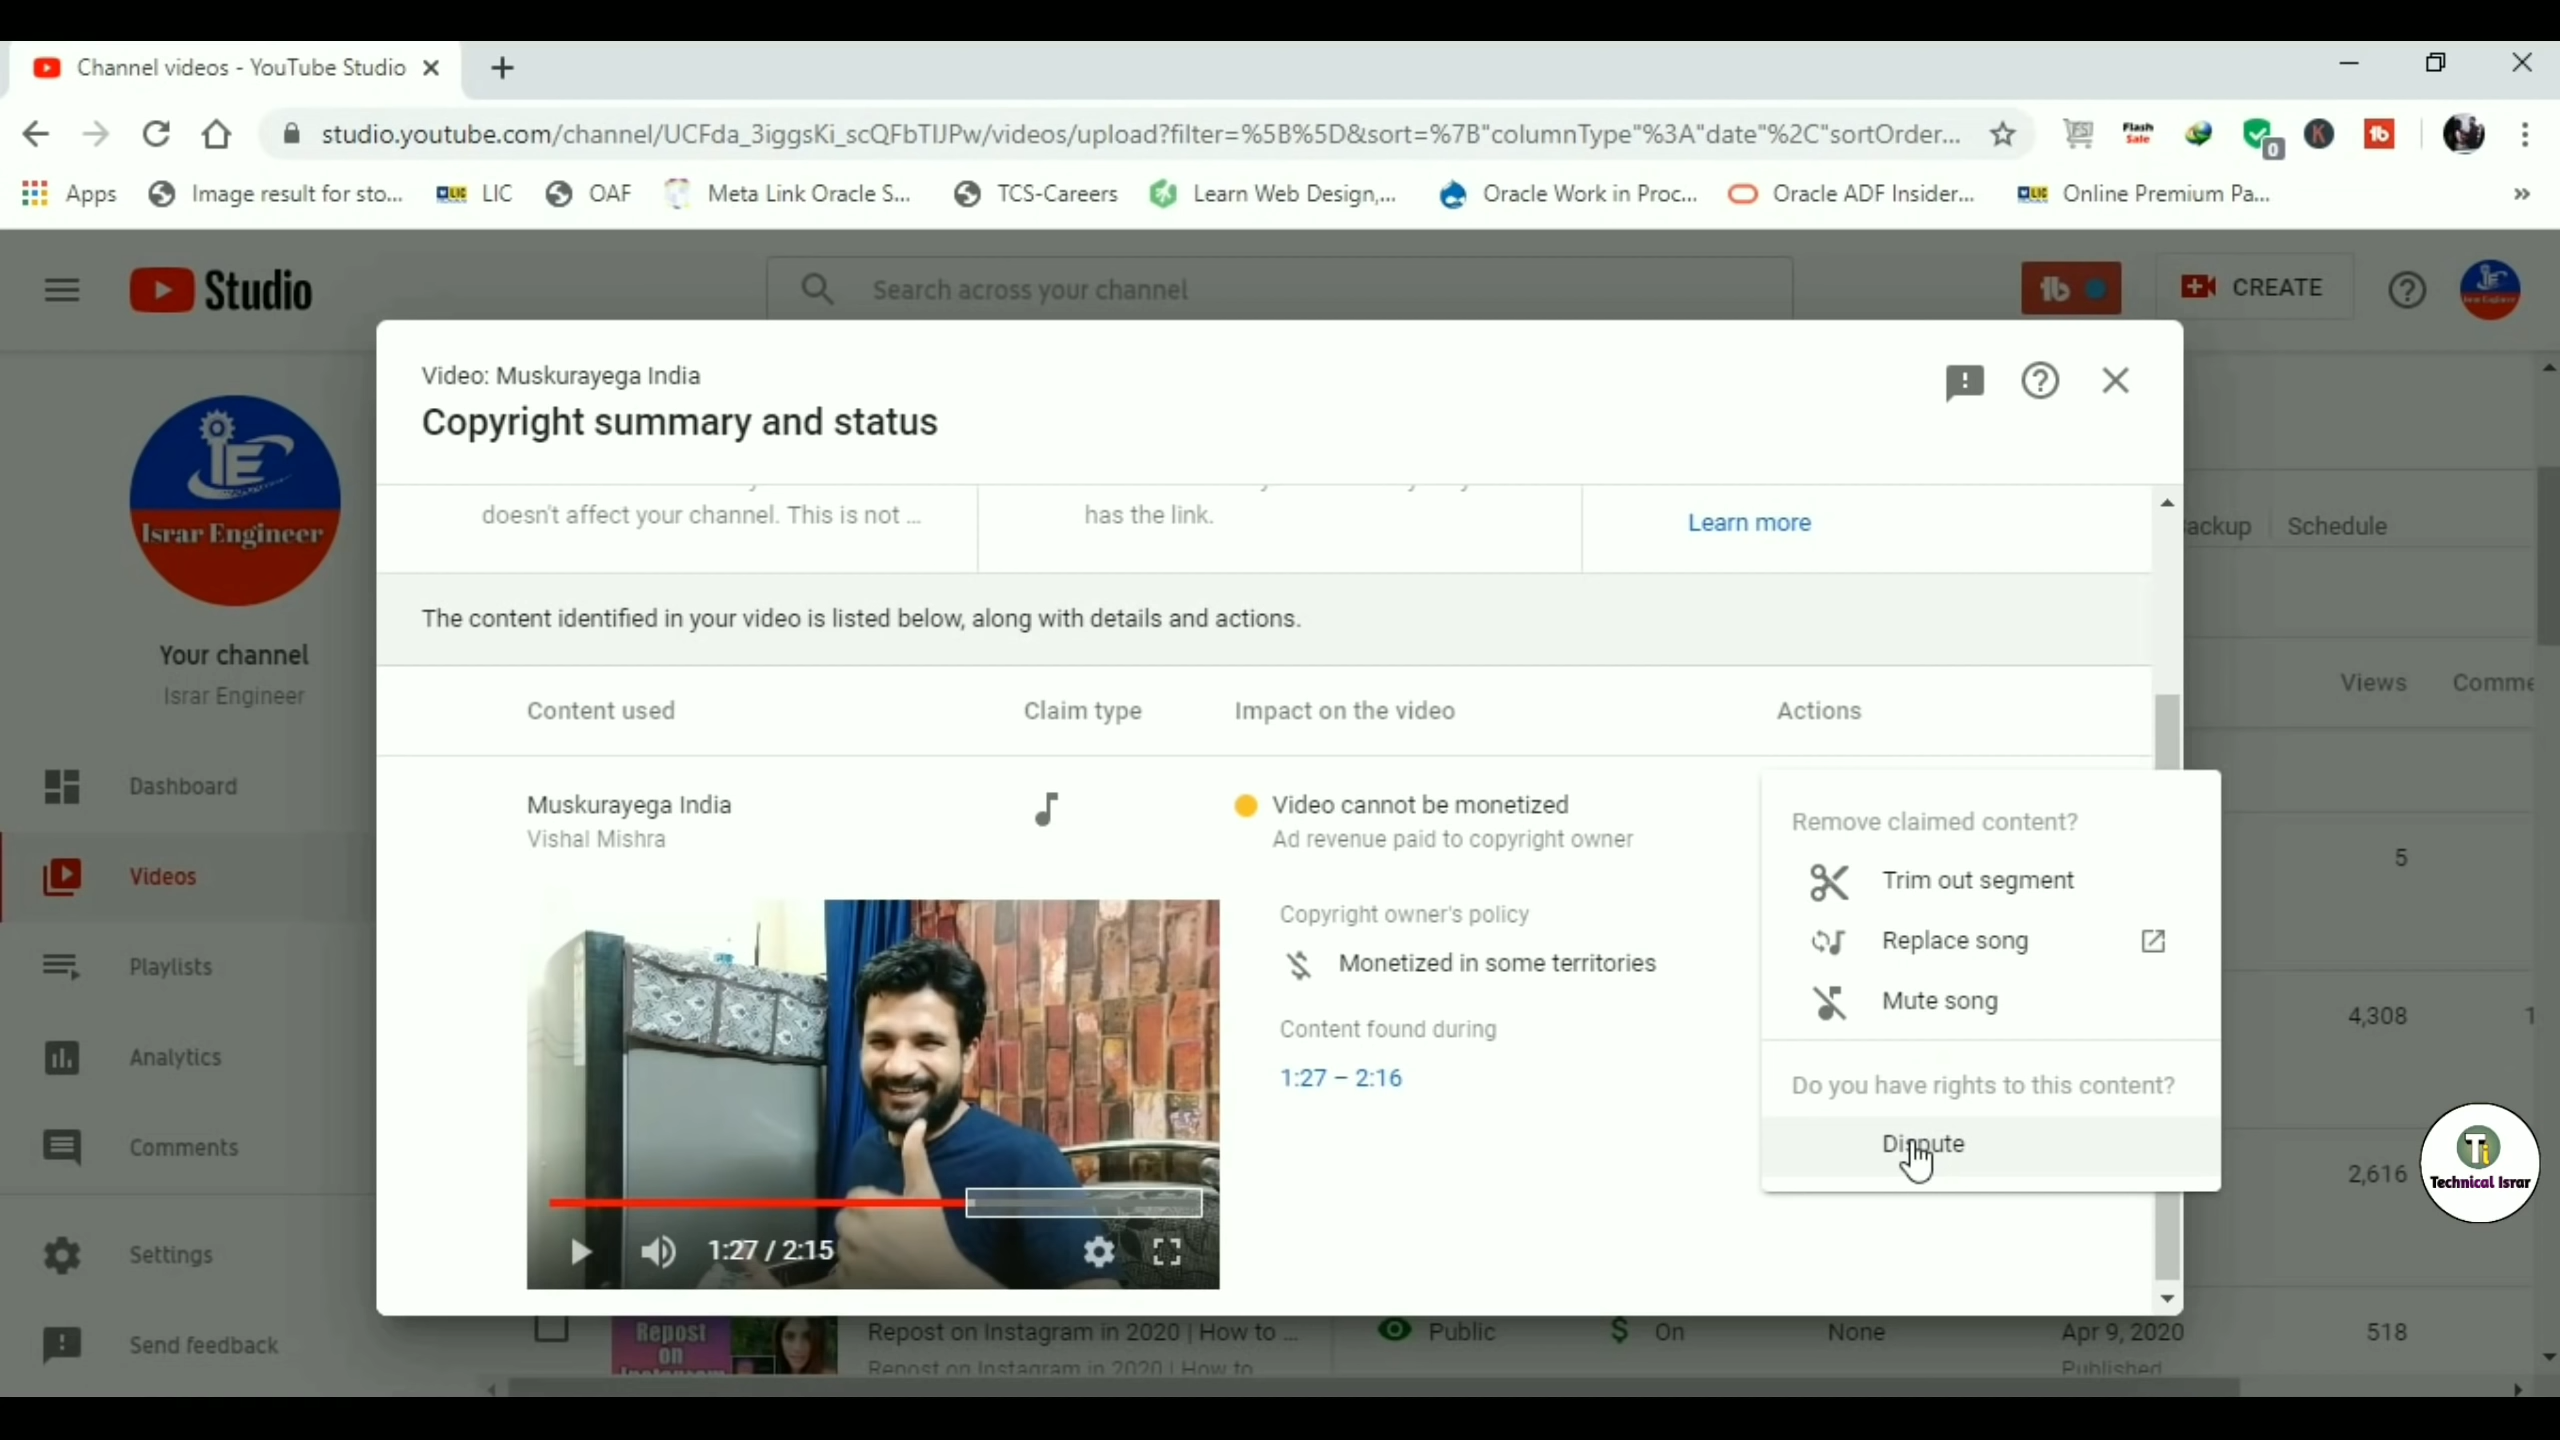 Channel videos - YouTube Studio
studio.youtube.com/channel/UCFda_3iggsKi_scQFbTIJPw/videos/upload?filter=%5B%5D&sort=%7B"columnType"%3A"date"%2C"sortOrder...
Flash
Sale
0
K
Apps
Image result for sto...
LIC
OAF
Meta Link Oracle S...
TCS-Careers
Learn Web Design,...
Oracle Work in Proc...
Oracle ADF Insider...
Online Premium Pa...
Studio
Search across your channel
CREATE
Video: Muskurayega India
Copyright summary and status
doesn't affect your channel. This is not ...
has the link.
Learn more
Schedule
IE
Israr Engineer
The content identified in your video is listed below, along with details and actions.
Your channel
Israr Engineer
Views
Content used
Claim type
Impact on the video
Actions
Dashboard
Videos
Playlists
Analytics
Comments
Settings
Send feedback
Muskurayega India
Vishal Mishra
Video cannot be monetized
Ad revenue paid to copyright owner
Copyright owner's policy
Monetized in some territories
Content found during
1:27 – 2:16
Remove claimed content?
Trim out segment
Replace song
Mute song
Do you have rights to this content?
Dispute
1:27 / 2:15
5
4,308
2,616
Ti
Technical Israr
Repost
on
Repost on Instagram in 2020 | How to ...
Repost on Instagram in 2020 | How to
Public
On
None
Apr 9, 2020
Published
518